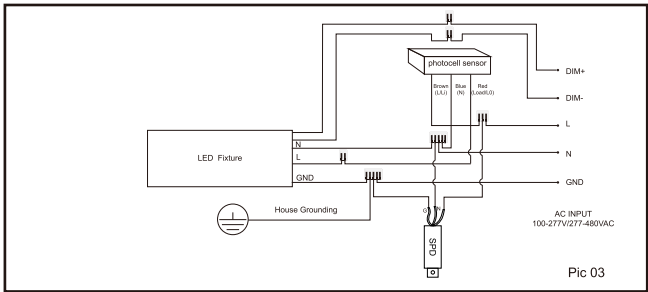 photocell sensor
Brown
(L/Li)
Blue
(N)
Red
(Load/L0)
DIM+
DIM-
L
N
GND
LED Fixture
N
L
GND
House Grounding
G
N
SPD
AC INPUT
100-277V/277-480VAC
Pic 03